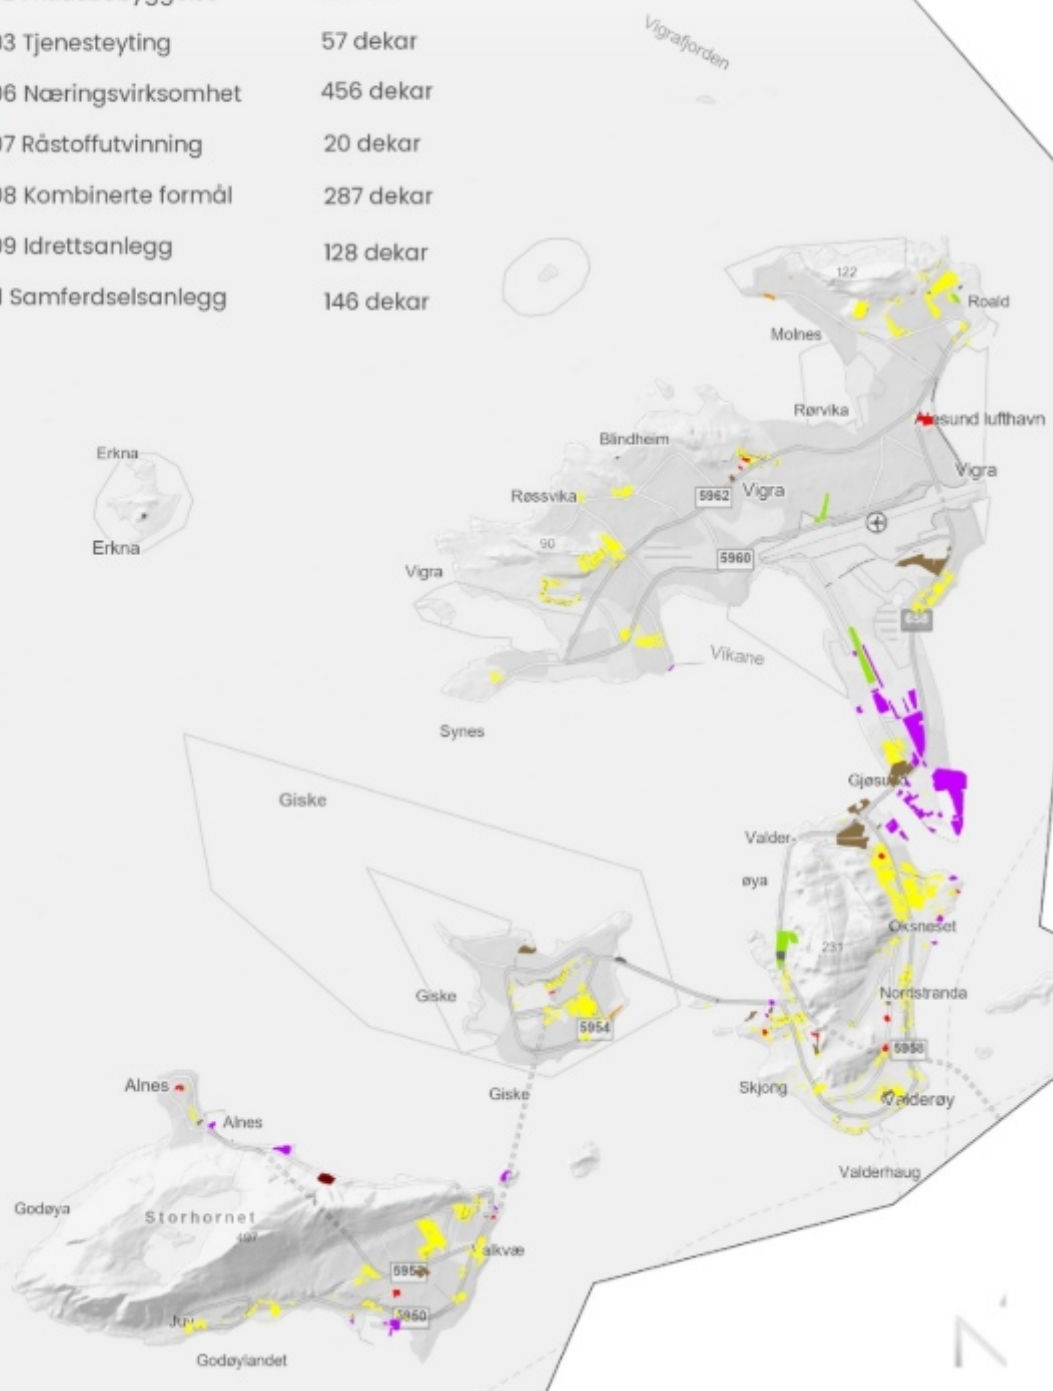 03 Tjenesteyting 57 dekar
06 Næringsvirksomhet 456 dekar
07 Råstoffutvinning 20 dekar
08 Kombinerte formål 287 dekar
09 Idrettsanlegg 128 dekar
1 Samferdselsanlegg 146 dekar
Vigrafjorden
122
Roald
Molnes
Rørvika
Ålesund lufthavn
Blindheim
Erkna
Vigra
Røssvika
5962
Vigra
Erkna
90
5960
Vigra
Vikane
Synes
Gjøsund
Giske
Valder-
øya
Oksneset
231
Giske
Nordstranda
5954
5958
Alnes
Skjong
Giske
Valderøy
Alnes
Valderhaug
Godøya
Storhornet
497
Valkvæ
Juv
Godøylandet
N